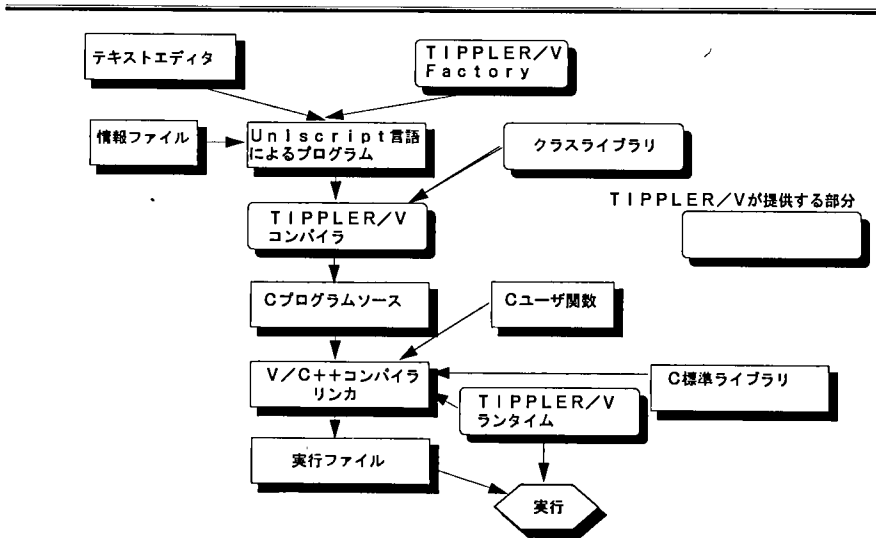 テキストエディタ
TIPPLER/V
Factory
情報ファイル
Uniscript言語
によるプログラム
クラスライブラリ
TIPPLER/Vが提供する部分
TIPPLER/V
コンパイラ
Cプログラムソース
Cユーザ関数
V/C++コンパイラ
リンカ
C標準ライブラリ
TIPPLER/V
ランタイム
実行ファイル
実行